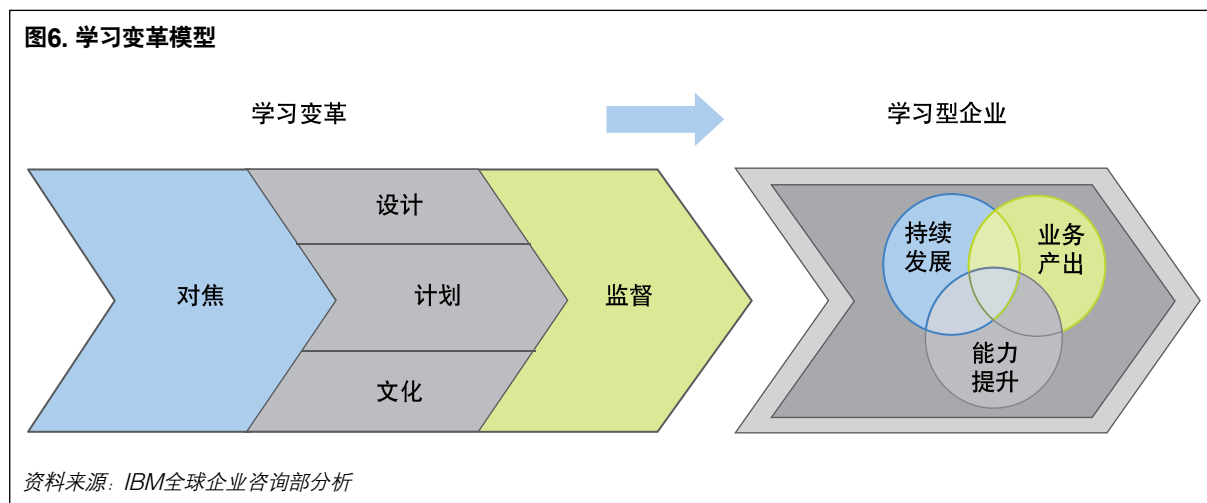 图6. 学习变革模型
学习变革
学习型企业
对焦
设计
计划
文化
监督
持续
发展
业务
产出
能力
提升
资料来源：IBM全球企业咨询部分析